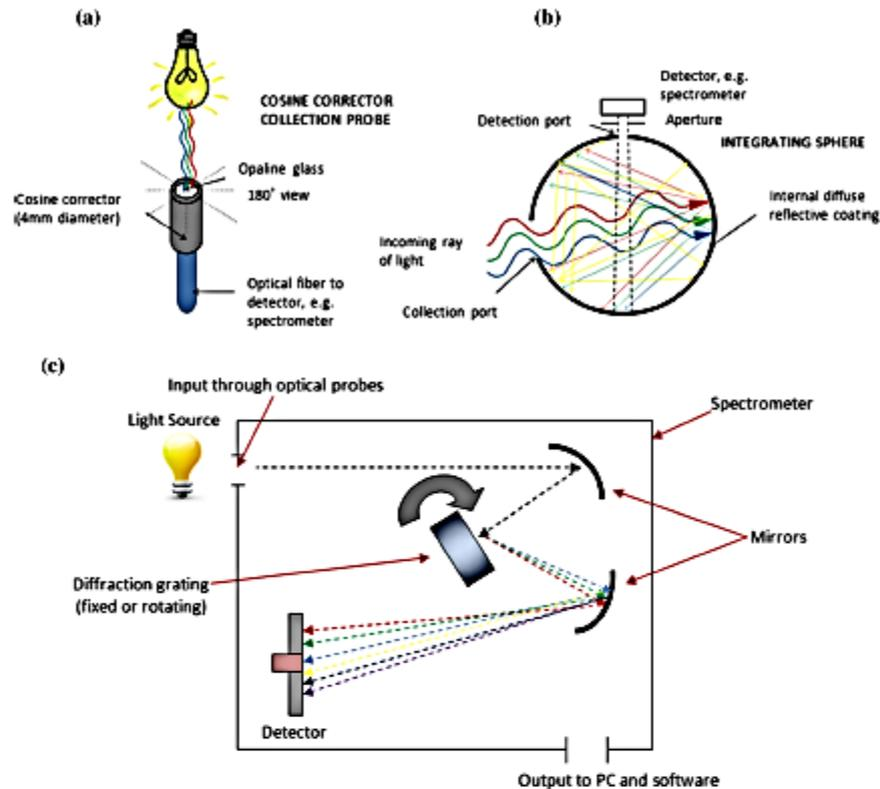 (a)
COSINE CORRECTOR
COLLECTION PROBE
Opaline glass
180° view
Cosine corrector
(4mm diameter)
Optical fiber to
detector, e.g.
spectrometer
(b)
Detector, e.g.
spectrometer
Detection port
Aperture
INTEGRATING SPHERE
Internal diffuse
reflective coating
Incoming ray
of light
Collection port
(c)
Input through optical probes
Light Source
Spectrometer
Mirrors
Diffraction grating
(fixed or rotating)
Detector
Output to PC and software